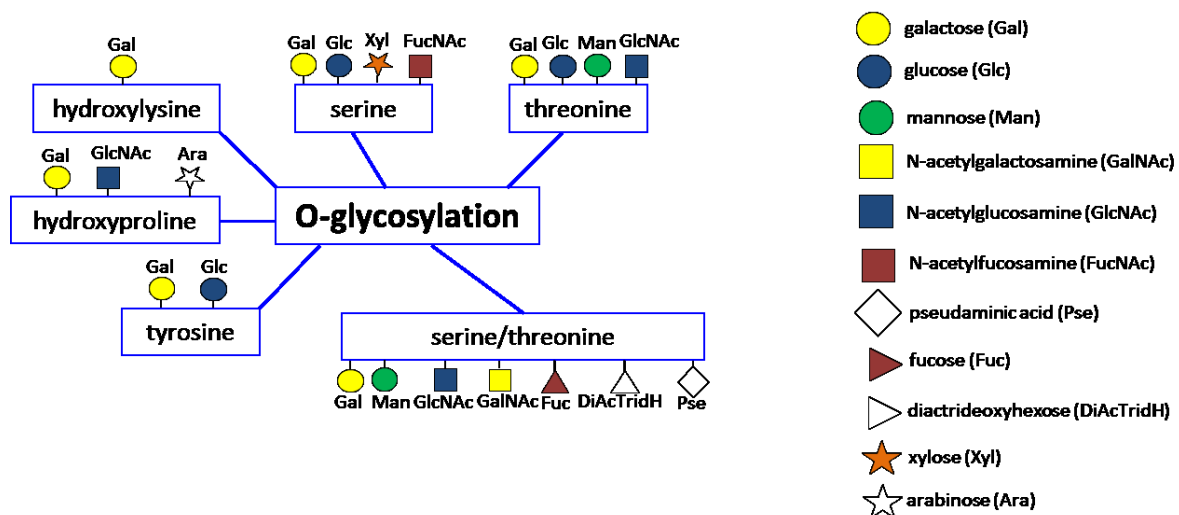 Gal
hydroxylysine
Gal Glc Xyl FucNAc
serine
Gal Glc Man GlcNAc
threonine
Gal GlcNAc Ara
hydroxyproline
O-glycosylation
Gal Glc
tyrosine
serine/threonine
Gal Man GlcNAc GalNAc Fuc DiAcTridH Pse
galactose (Gal)
glucose (Glc)
mannose (Man)
N-acetylgalactosamine (GalNAc)
N-acetylglucosamine (GlcNAc)
N-acetylfucosamine (FucNAc)
pseudaminic acid (Pse)
fucose (Fuc)
diactrideoxyhexose (DiAcTridH)
xylose (Xyl)
arabinose (Ara)